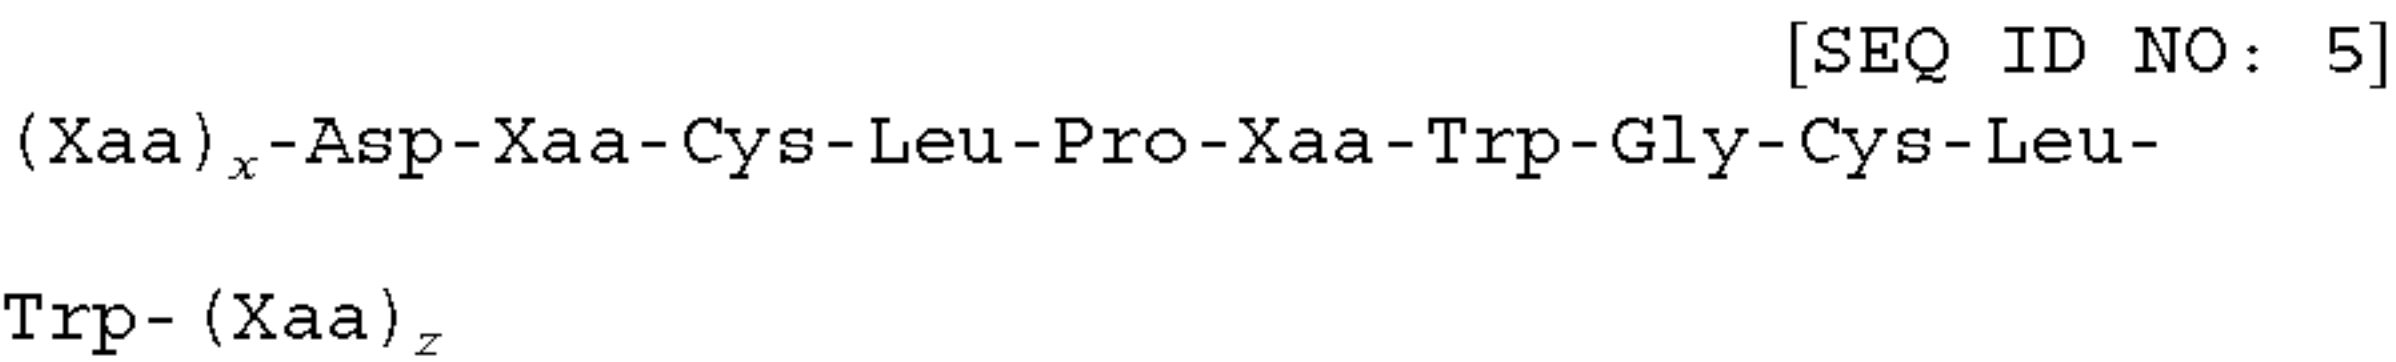 [SEQ ID NO: 5]
(Xaa)x-Asp-Xaa-Cys-Leu-Pro-Xaa-Trp-Gly-Cys-Leu-
Trp-(Xaa)z